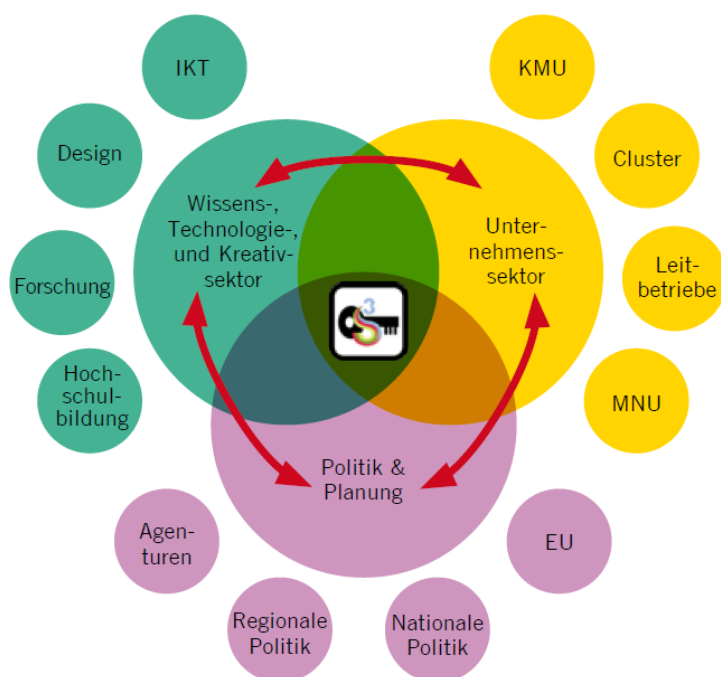 IKT
KMU
Design
Cluster
Wissens-,
Technologie-,
und Kreativ-
sektor
Unter-
nehmens-
sektor
Forschung
Leit-
betriebe
3
S
Hoch-
schul-
bildung
MNU
Politik &
Planung
Agen-
turen
EU
Regionale
Politik
Nationale
Politik